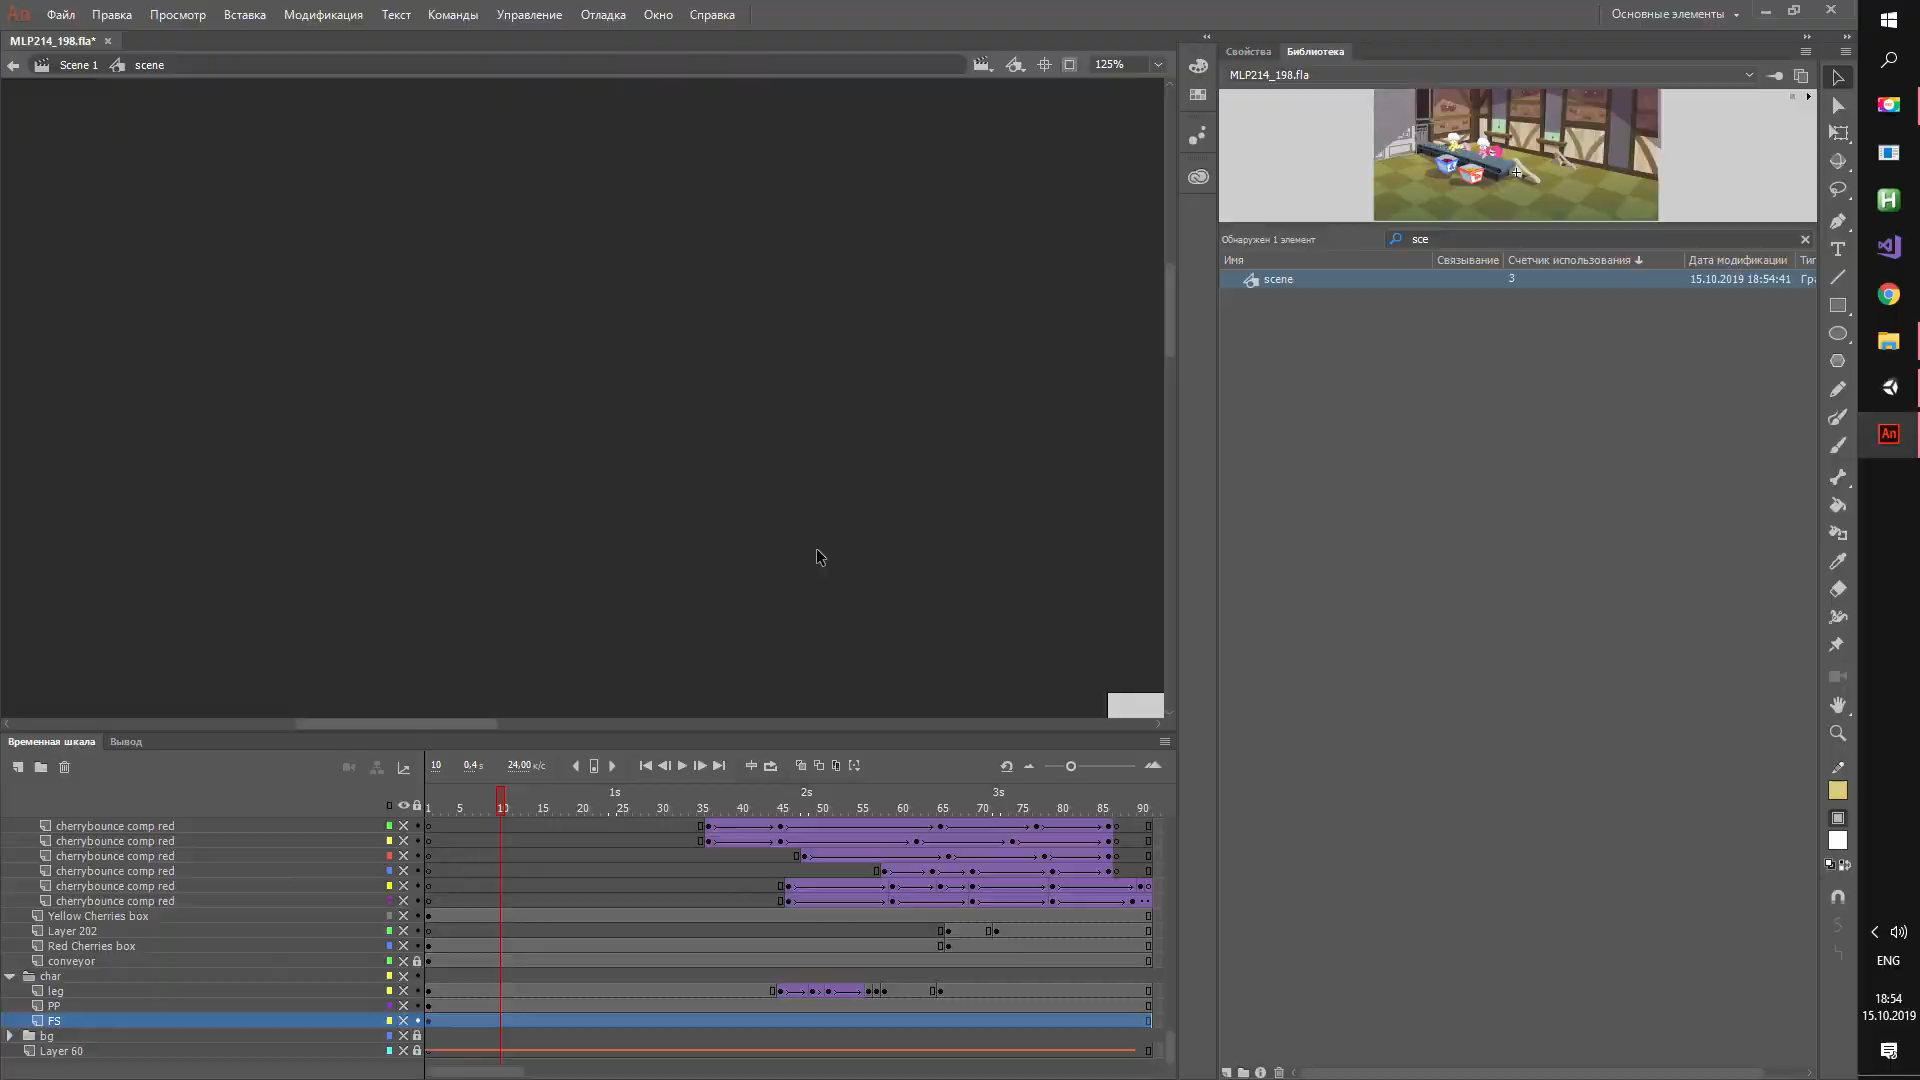 An Файл Правка Просмотр Вставка Модификация Текст Команды Управление Отладка Окно Справка Основные элементы
MLP214_198.fla*
Scene 1 scene 125%
Свойства Библиотека
MLP214_198.fla
Обнаружен 1 элемент sce
Имя Связывание Счетчик использования Дата модификации Тип
scene 3 15.10.2019 18:54:41 Гра
Временная шкала Вывод
10 0,4 s 24,00 к/с
1s 2s 3s
1 5 10 15 20 25 30 35 40 45 50 55 60 65 70 75 80 85 90
cherrybounce comp red
cherrybounce comp red
cherrybounce comp red
cherrybounce comp red
cherrybounce comp red
cherrybounce comp red
Yellow Cherries box
Layer 202
Red Cherries box
conveyor
char
leg
PP
FS
bg
Layer 60
An
ENG
18:54
15.10.2019